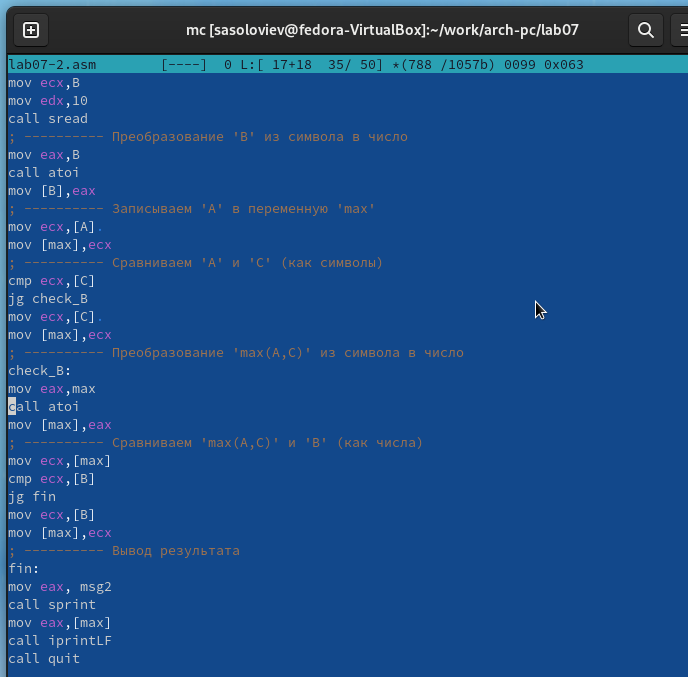 mc [sasoloviev@fedora-VirtualBox]:~/work/arch-pc/lab07
lab07-2.asm        [----]  0 L:[ 17+18  35/ 50] *(788 /1057b) 0099 0x063
mov ecx,B
mov edx,10
call sread
; ---------- Преобразование 'B' из символа в число
mov eax,B
call atoi
mov [B],eax
; ---------- Записываем 'A' в переменную 'max'
mov ecx,[A].
mov [max],ecx
; ---------- Сравниваем 'A' и 'C' (как символы)
cmp ecx,[C]
jg check_B
mov ecx,[C].
mov [max],ecx
; ---------- Преобразование 'max(A,C)' из символа в число
check_B:
mov eax,max
call atoi
mov [max],eax
; ---------- Сравниваем 'max(A,C)' и 'B' (как числа)
mov ecx,[max]
cmp ecx,[B]
jg fin
mov ecx,[B]
mov [max],ecx
; ---------- Вывод результата
fin:
mov eax, msg2
call sprint
mov eax,[max]
call iprintLF
call quit